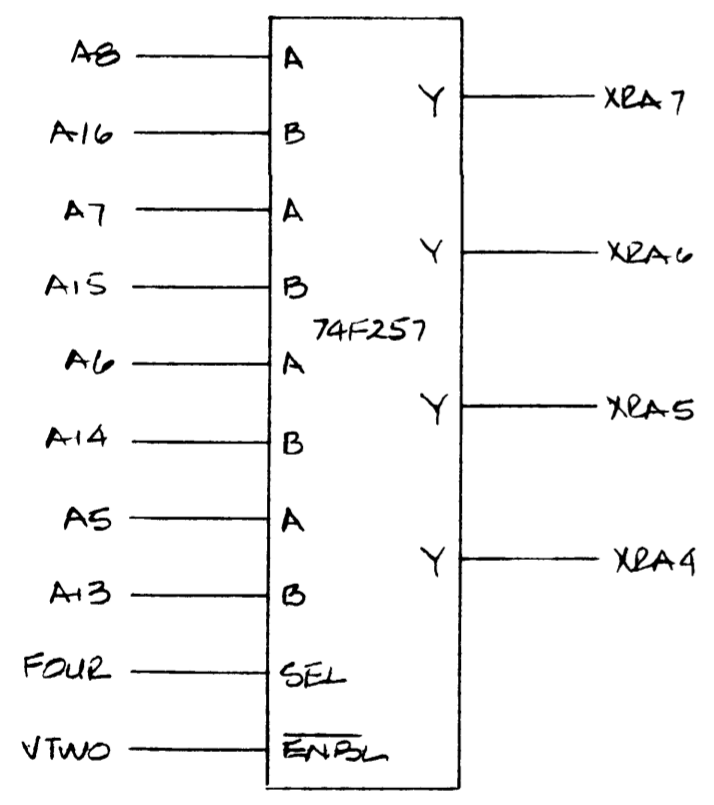 A8 A
Y XRA7
A16 B
A7 A
Y XRA6
A15 B
74F257
A6 A
Y XRA5
A14 B
A5 A
Y XRA4
A13 B
FOUR SEL
VTWO ENBL